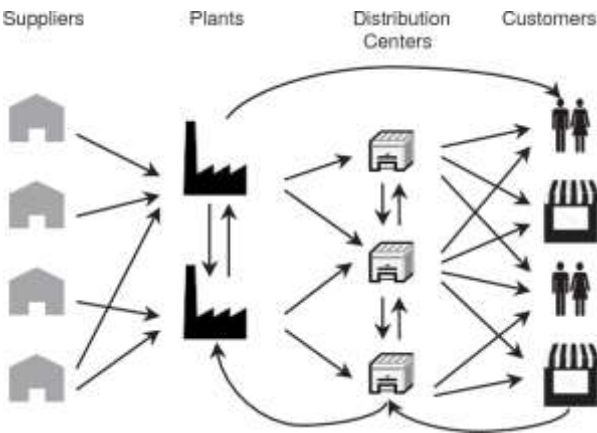 Suppliers
Plants
Distribution
Centers
Customers